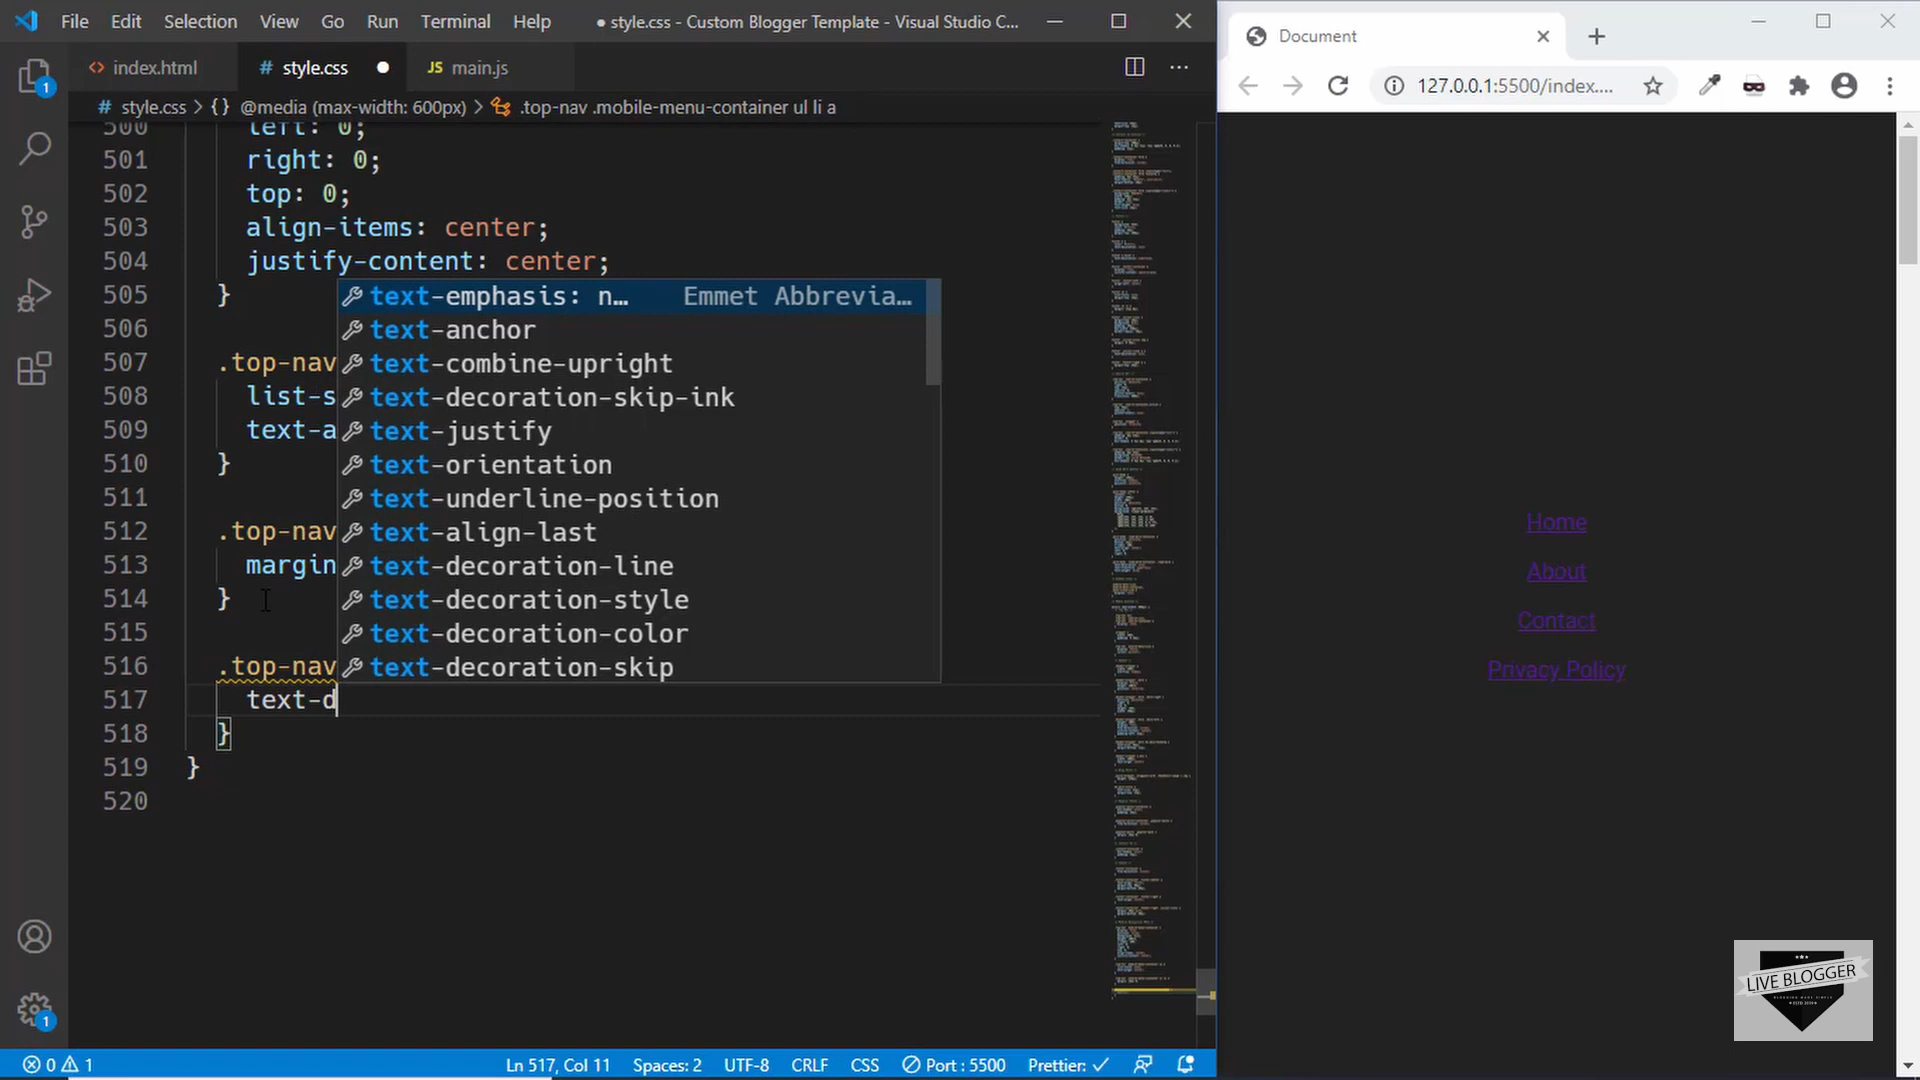 File Edit Selection View Go Run Terminal Help ● style.css - Custom Blogger Template - Visual Studio C...
<> index.html # style.css ● JS main.js
# style.css > {} @media (max-width: 600px) > .top-nav .mobile-menu-container ul li a
500 left: 0;
501 right: 0;
502 top: 0;
503 align-items: center;
504 justify-content: center;
505 }
506
507 .top-nav
508 list-s
509 text-a
510 }
511
512 .top-nav
513 margin
514 }
515
516 .top-nav
517 text-d
518 }
519 }
520
text-emphasis: n... Emmet Abbrevia...
text-anchor
text-combine-upright
text-decoration-skip-ink
text-justify
text-orientation
text-underline-position
text-align-last
text-decoration-line
text-decoration-style
text-decoration-color
text-decoration-skip
1
1
0 1 Ln 517, Col 11 Spaces: 2 UTF-8 CRLF CSS Port : 5500 Prettier: ✓
Document
127.0.0.1:5500/index....
Home
About
Contact
Privacy Policy
LIVE BLOGGER